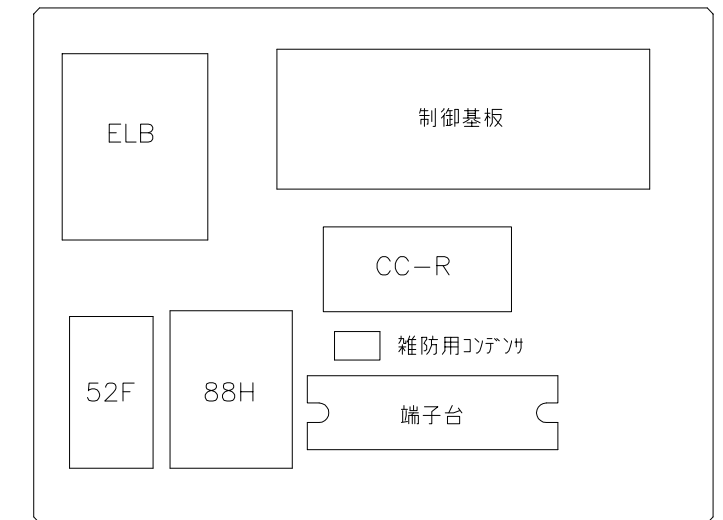 ELB
制御基板
CC-R
雑防用ｺﾝﾃﾞﾝｻ
52F
88H
端子台